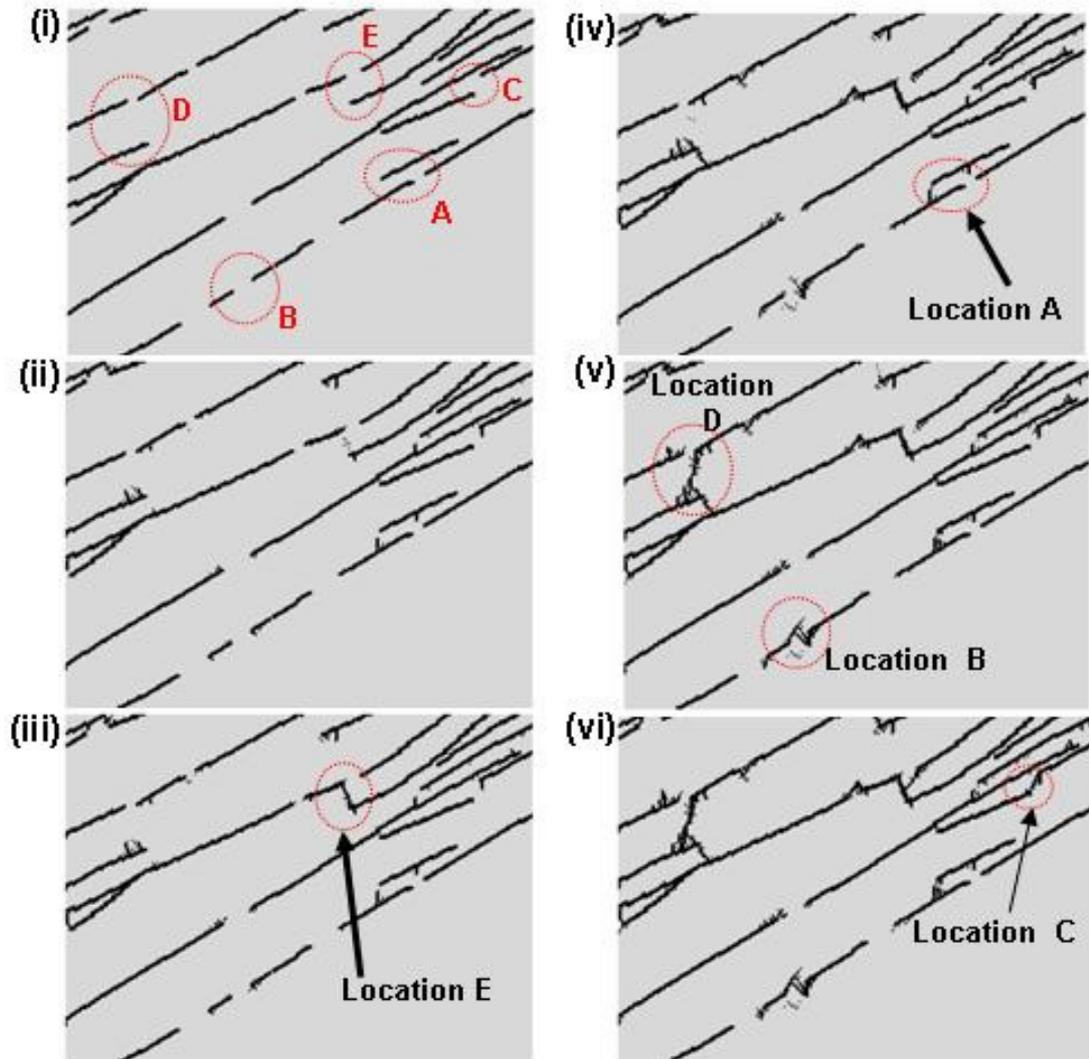 (i)
E
C
D
A
B
(iv)
Location A
(ii)
(v)
Location
D
Location B
(iii)
Location E
(vi)
Location C